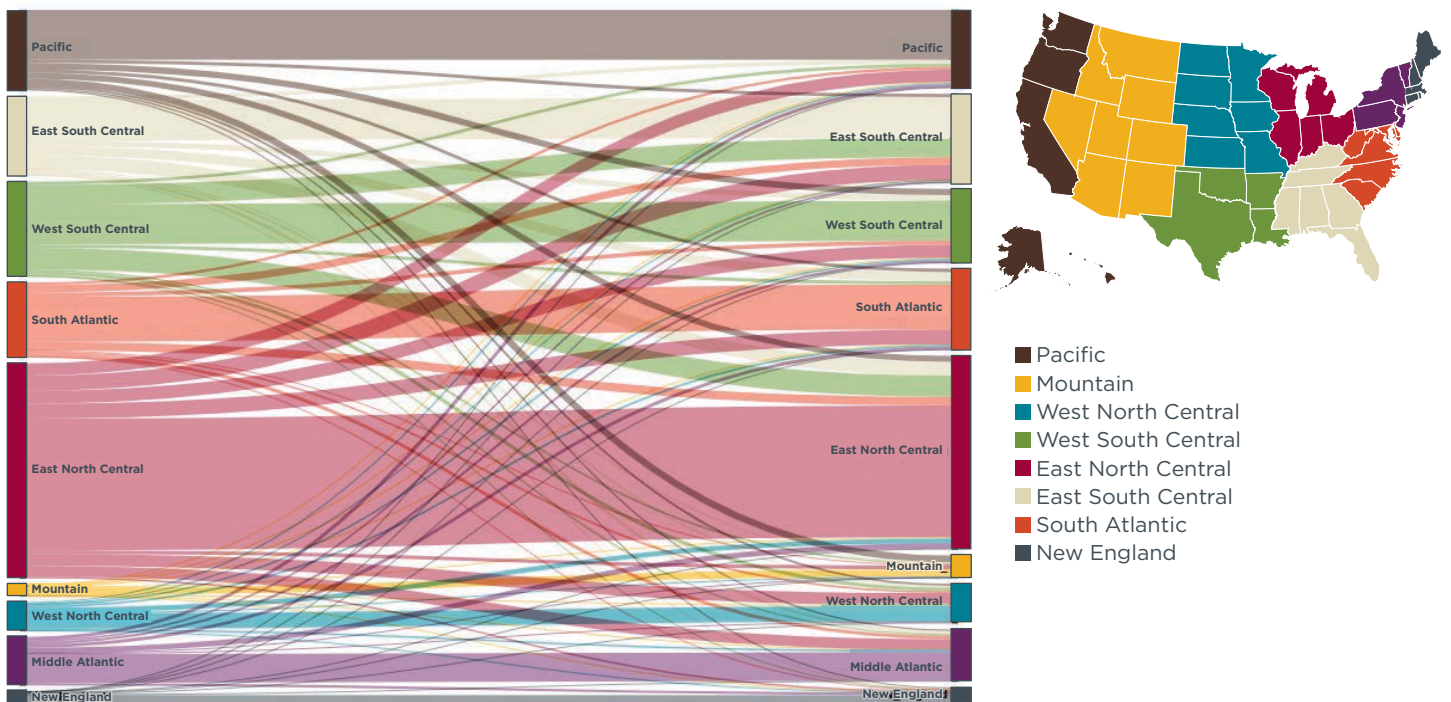 Pacific
East South Central
West South Central
South Atlantic
East North Central
Mountain
West North Central
Middle Atlantic
New England
Pacific
East South Central
West South Central
South Atlantic
East North Central
Mountain
West North Central
Middle Atlantic
New England
Pacific
Mountain
West North Central
West South Central
East North Central
East South Central
South Atlantic
New England